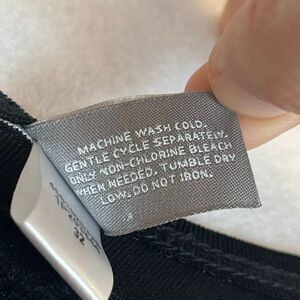 MACHINE WASH COLD.
GENTLE CYCLE SEPARATELY.
ONLY NON-CHLORINE BLEACH
WHEN NEEDED. TUMBLE DRY
LOW. DO NOT IRON.